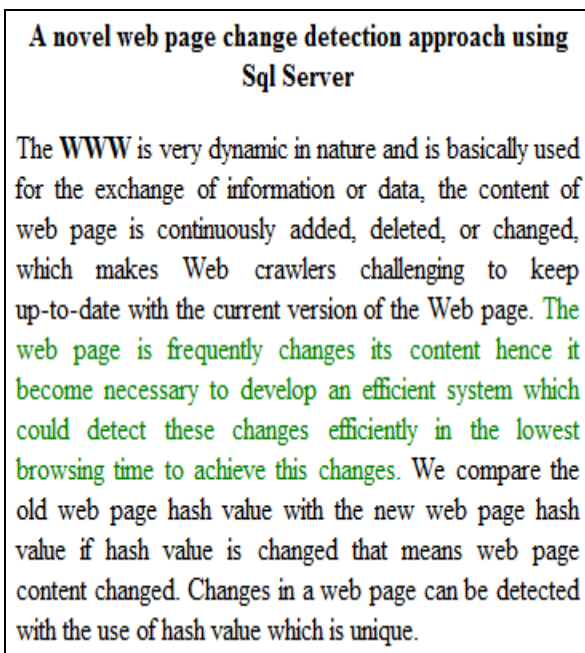 A novel web page change detection approach using
Sql Server
The WWW is very dynamic in nature and is basically used
for the exchange of information or data, the content of
web page is continuously added, deleted, or changed,
which makes Web crawlers challenging to keep
up-to-date with the current version of the Web page. The
web page is frequently changes its content hence it
become necessary to develop an efficient system which
could detect these changes efficiently in the lowest
browsing time to achieve this changes. We compare the
old web page hash value with the new web page hash
value if hash value is changed that means web page
content changed. Changes in a web page can be detected
with the use of hash value which is unique.